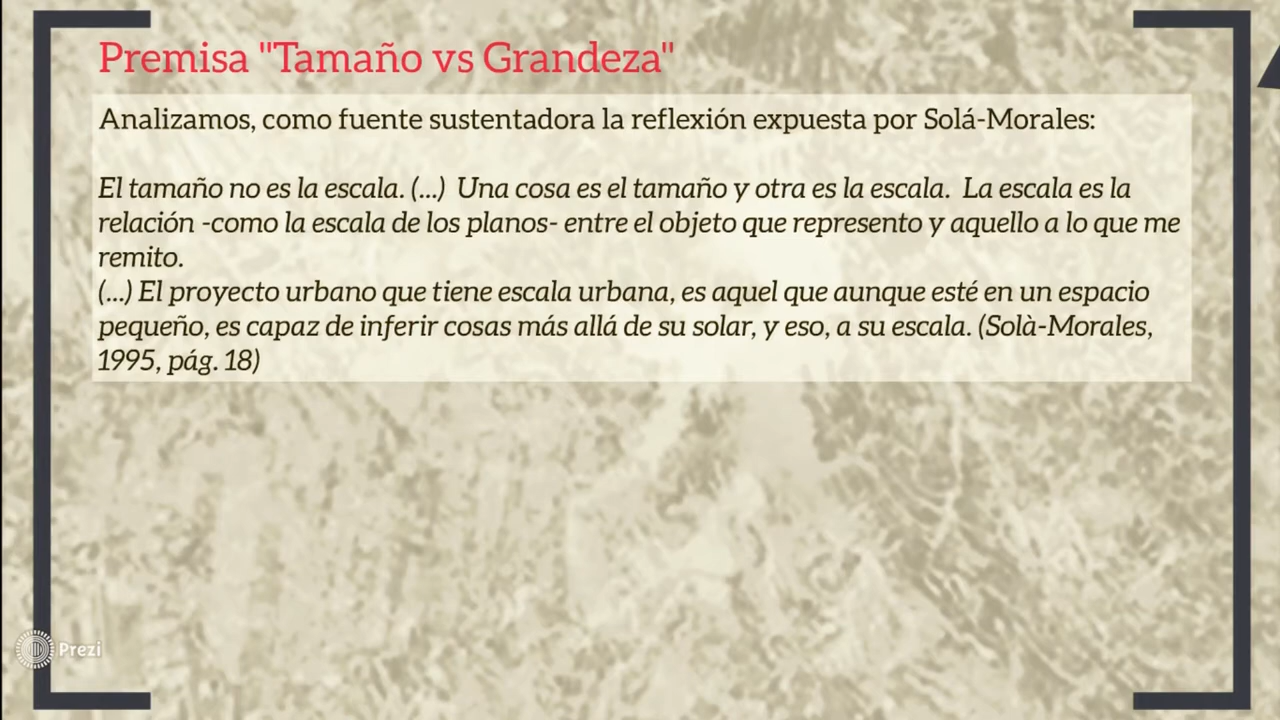 Premisa "Tamaño vs Grandeza"
Analizamos, como fuente sustentadora la reflexión expuesta por Solá-Morales:
El tamaño no es la escala. (...) Una cosa es el tamaño y otra es la escala. La escala es la
relación -como la escala de los planos- entre el objeto que represento y aquello a lo que me
remito.
(...) El proyecto urbano que tiene escala urbana, es aquel que aunque esté en un espacio
pequeño, es capaz de inferir cosas más allá de su solar, y eso, a su escala. (Solà-Morales,
1995, pág. 18)
Prezi